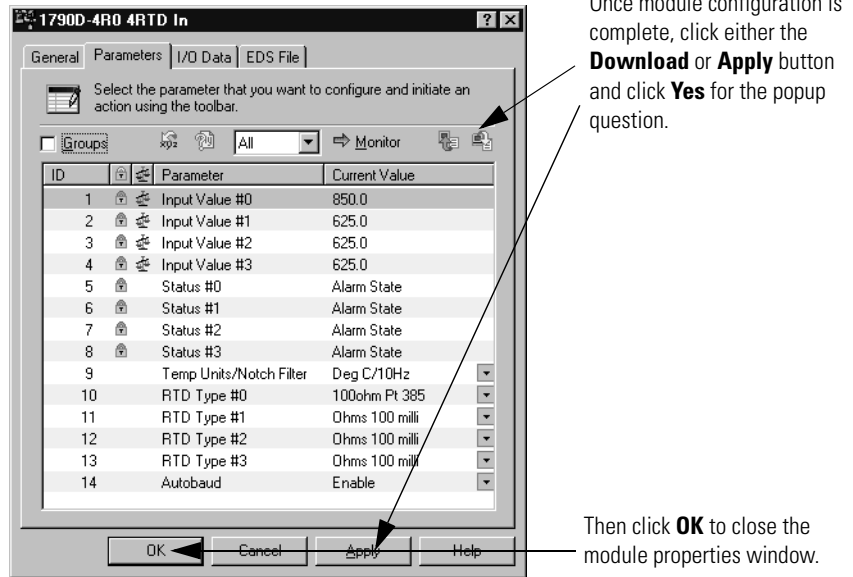 1790D-4R0 4RTD In
Once module configuration is
complete, click either the
Download or Apply button
and click Yes for the popup
question.
General Parameters I/O Data EDS File
Select the parameter that you want to configure and initiate an
action using the toolbar.
Groups All Monitor
ID Parameter Current Value
1 Input Value #0 850.0
2 Input Value #1 625.0
3 Input Value #2 625.0
4 Input Value #3 625.0
5 Status #0 Alarm State
6 Status #1 Alarm State
7 Status #2 Alarm State
8 Status #3 Alarm State
9 Temp Units/Notch Filter Deg C/10Hz
10 RTD Type #0 100ohm Pt 385
11 RTD Type #1 Ohms 100 milli
12 RTD Type #2 Ohms 100 milli
13 RTD Type #3 Ohms 100 milli
14 Autobaud Enable
OK Cancel Apply Help
Then click OK to close the
module properties window.